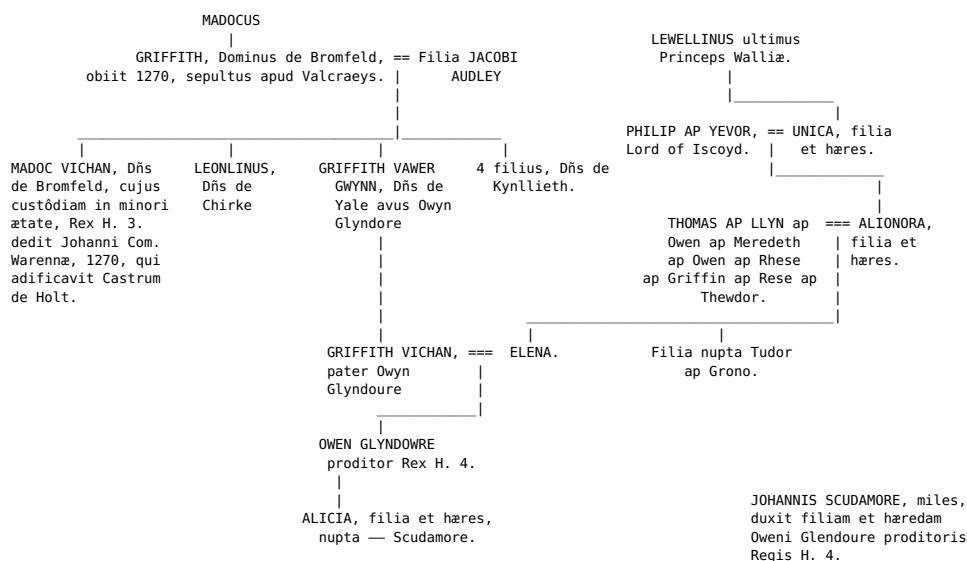 MADOCUS
GRIFFITH, Dominus de Bromfeld, == Filia JACOBI
obiit 1270, sepultus apud Valcraeys. AUDLEY
LEWELLINUS ultimus
Princeps Walliæ.
PHILIP AP YEVOR, == UNICA, filia
Lord of Iscoyd. et hæres.
MADOC VICHAN, Dñs
de Bromfeld, cujus
custôdiam in minori
ætate, Rex H. 3.
dedit Johanni Com.
Warennæ, 1270, qui
adificavit Castrum
de Holt.
LEONLINUS,
Dñs de
Chirke
GRIFFITH VAWER
GWYNN, Dñs de
Yale avus Owyn
Glyndore
4 filius, Dñs de
Kynllieth.
THOMAS AP LLYN ap === ALIONORA,
Owen ap Meredeth filia et
ap Owen ap Rhese hæres.
ap Griffin ap Rese ap
Thewdor.
GRIFFITH VICHAN, === ELENA.
pater Owyn
Glyndoure
Filia nupta Tudor
ap Grono.
OWEN GLYNDOWRE
proditor Rex H. 4.
ALICIA, filia et hæres,
nupta —— Scudamore.
JOHANNIS SCUDAMORE, miles,
duxit filiam et hæredam
Oweni Glendoure proditoris
Regis H. 4.